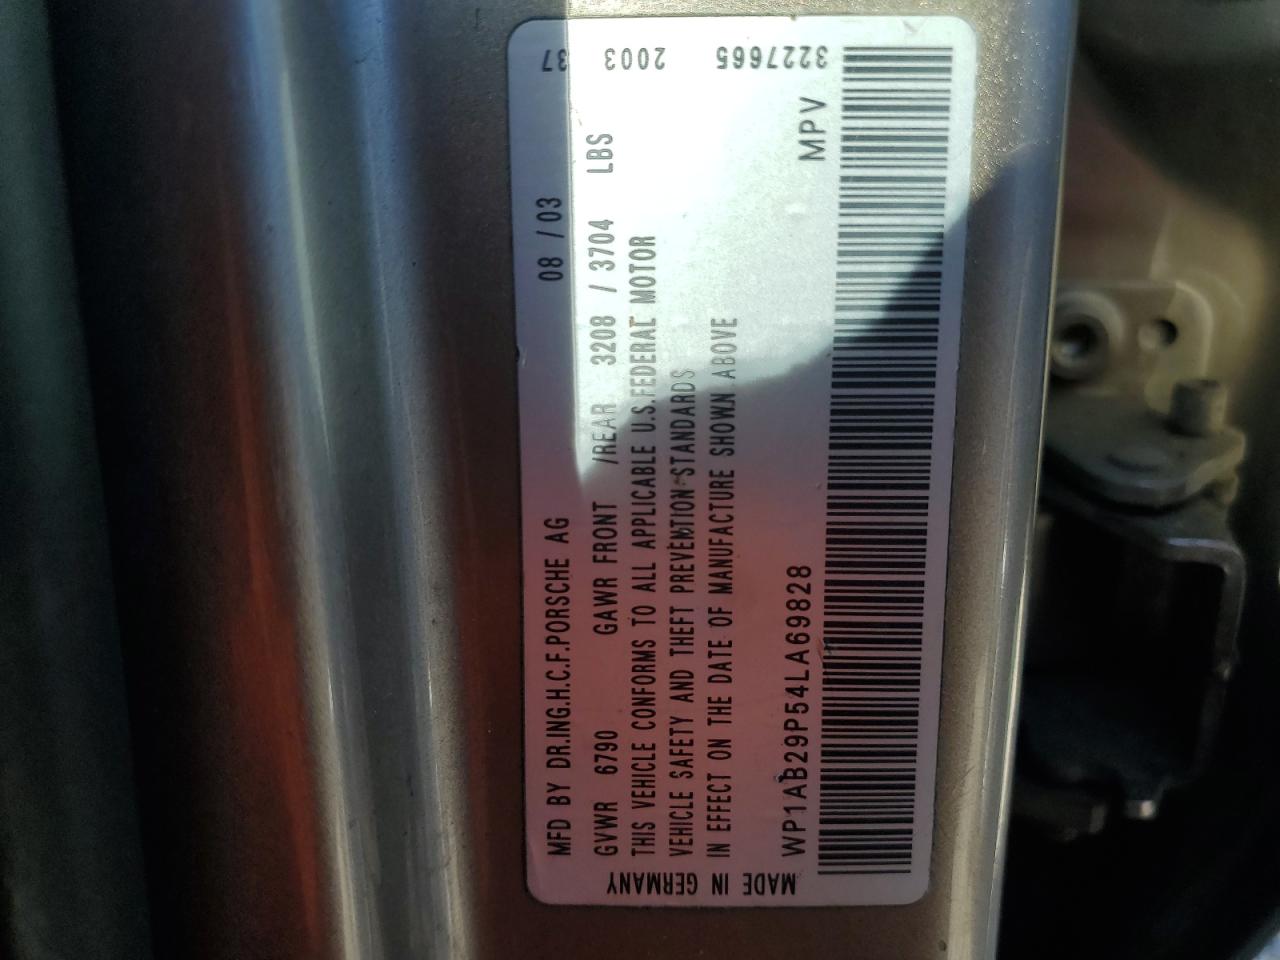 MFD BY DR.ING.H.C.F.PORSCHE AG 08 / 03
GVWR 6790 GAWR FRONT /REAR 3208 / 3704 LBS
THIS VEHICLE CONFORMS TO ALL APPLICABLE U.S.FEDERAL MOTOR
VEHICLE SAFETY AND THEFT PREVENTION STANDARDS
IN EFFECT ON THE DATE OF MANUFACTURE SHOWN ABOVE
WP1AB29P54LA69828 MPV
MADE IN GERMANY
37 2003 3227665